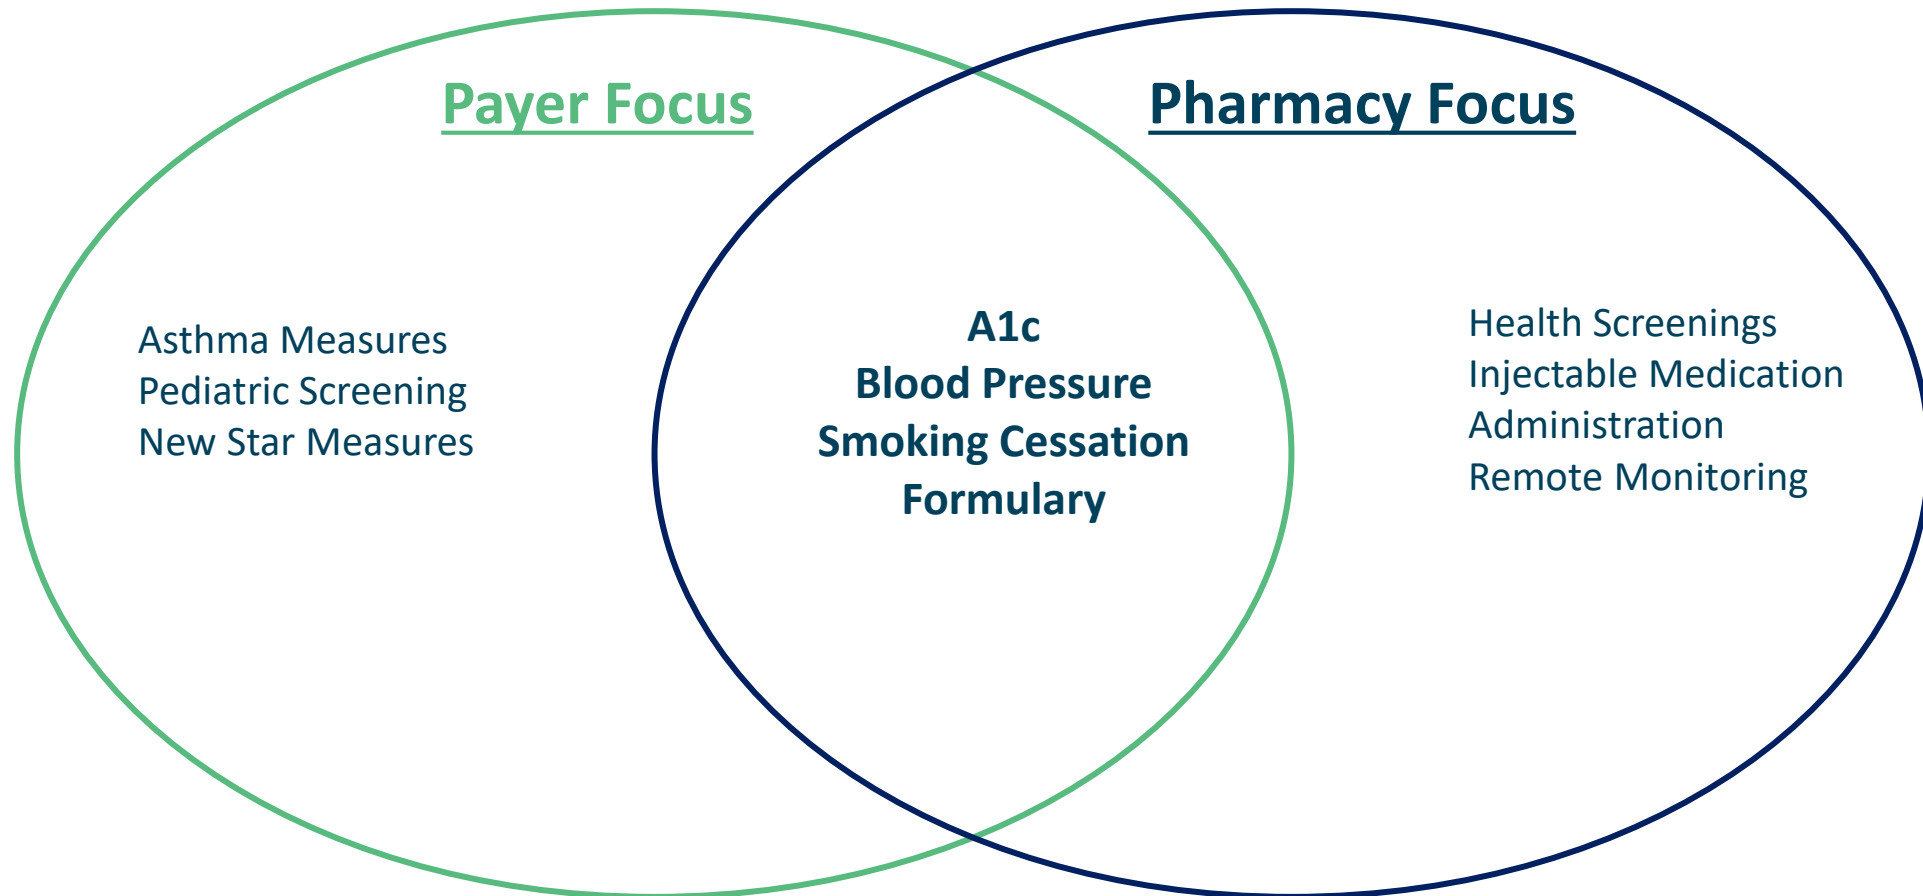 Payer Focus
Pharmacy Focus
Asthma Measures
Pediatric Screening
New Star Measures
A1c
Blood Pressure
Smoking Cessation
Formulary
Health Screenings
Injectable Medication
Administration
Remote Monitoring